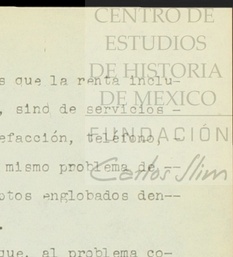 CENTRO DE
ESTUDIOS
DE HISTORIA
DE MEXICO
FUNDACIÓN
Carlos Slim
s que la renta inclu-
, sino de servicios -
efacción, teléfono, -
mismo problema de --
ptos englobados den--
.
que, al problema co-